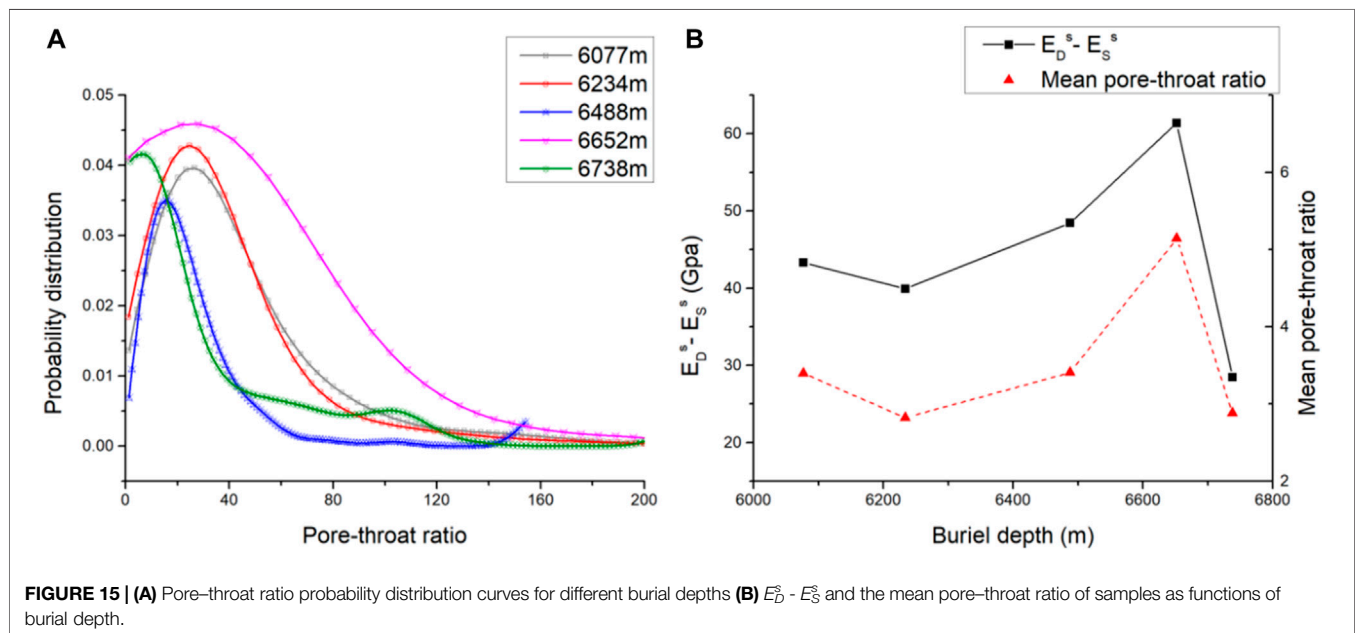 A
6077m
6234m
6488m
6652m
6738m
0.05
0.04
0.03
0.02
0.01
0.00
Probability distribution
0
40
80
120
160
200
Pore-throat ratio
B
E_D^s - E_S^s
Mean pore-throat ratio
60
50
40
30
20
E_D^s - E_S^s (Gpa)
6
4
2
Mean pore-throat ratio
6000
6200
6400
6600
6800
Buriel depth (m)
FIGURE 15 | (A) Pore–throat ratio probability distribution curves for different burial depths (B) E_D^s - E_S^s and the mean pore–throat ratio of samples as functions of
burial depth.